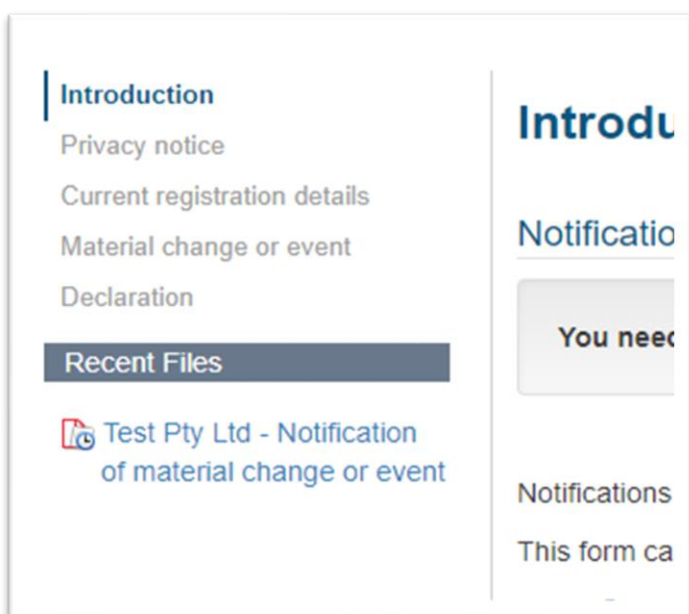 Introduction
Privacy notice
Current registration details
Material change or event
Declaration
Recent Files
Test Pty Ltd - Notification
of material change or event
Introdu
Notificatio
You need
Notifications
This form ca